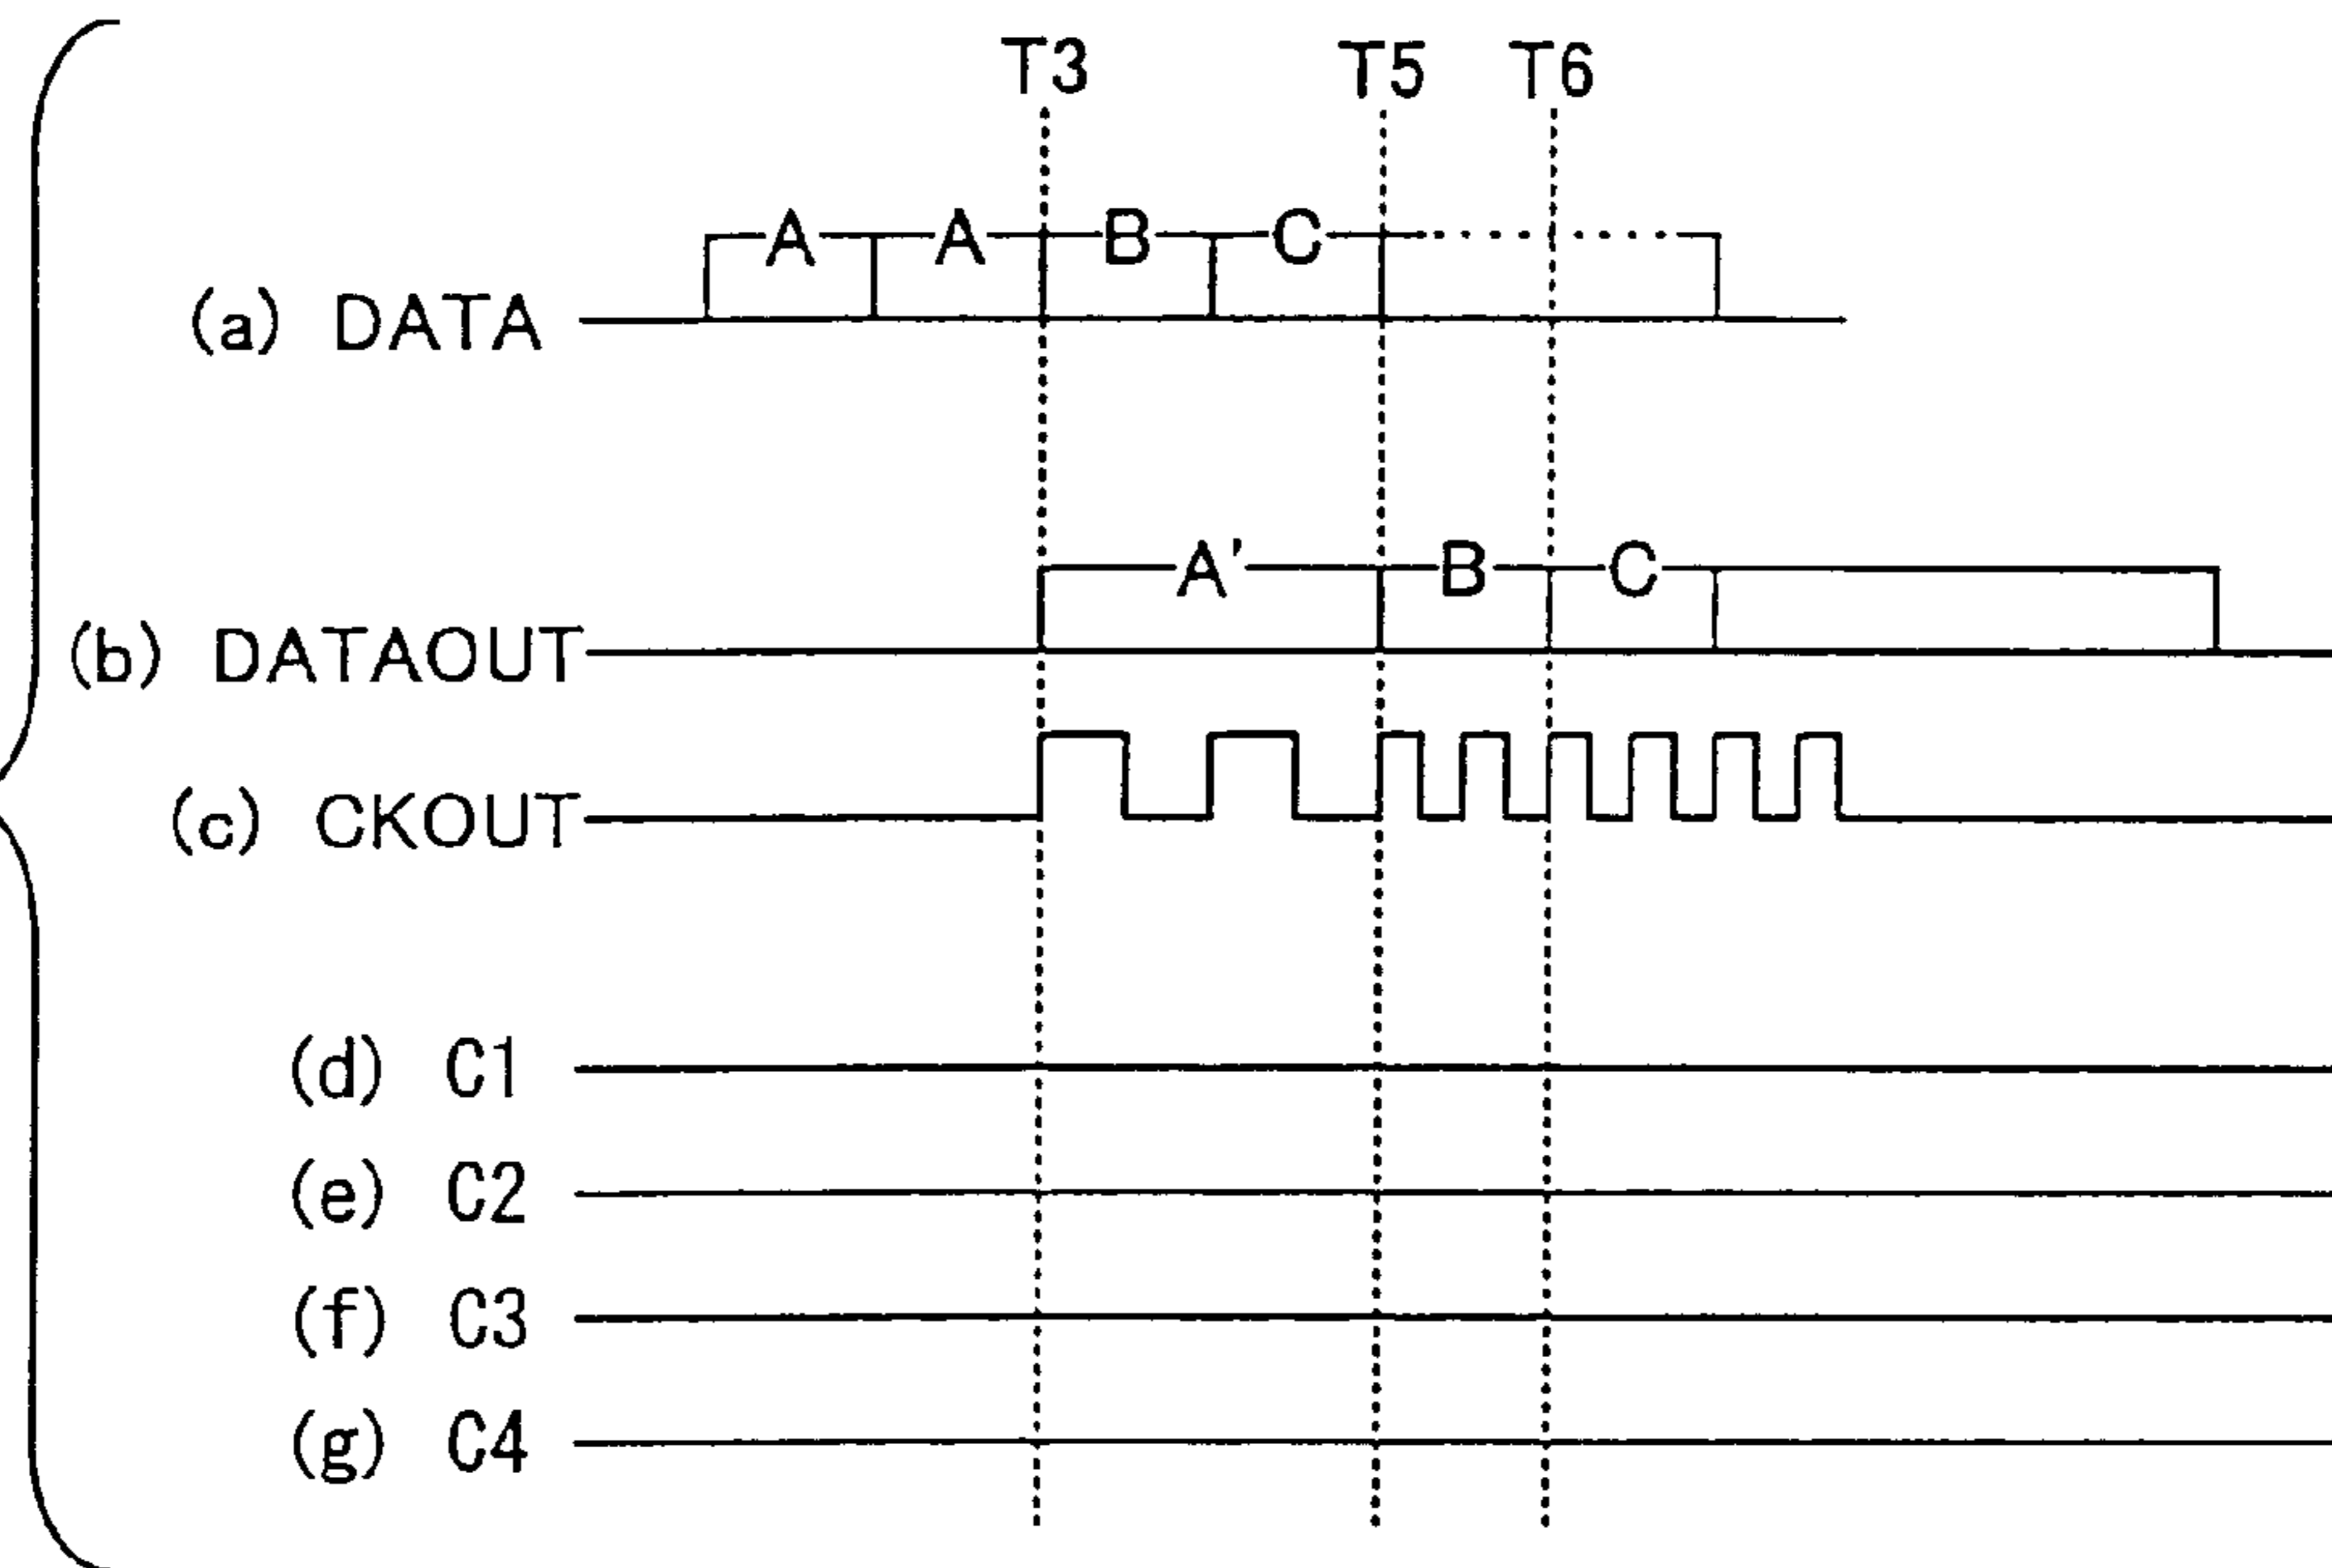 T3 T5 T6
A A B C
(a) DATA
A' B C
(b) DATAOUT
(c) CKOUT
(d) C1
(e) C2
(f) C3
(g) C4